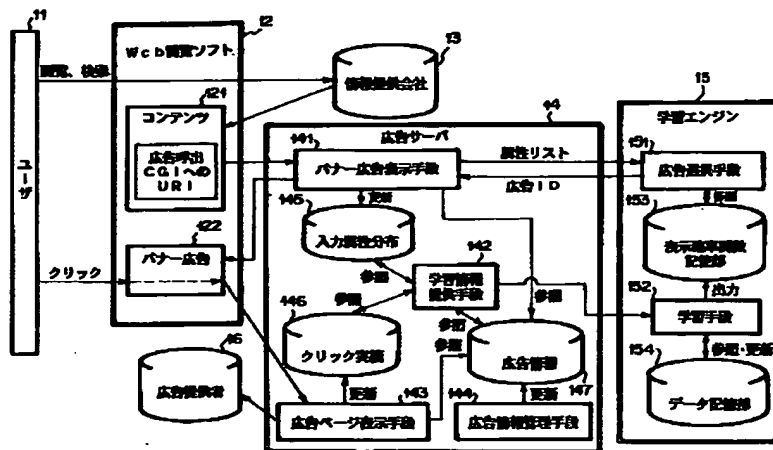 11
ユーザ
閲覧、検索
クリック
12
Web閲覧ソフト
121
コンテンツ
広告呼出
CGIへの
URI
122
バナー広告
13
情報提供会社
14
広告サーバ
141
バナー広告表示手段
更新
145
入力属性分布
142
学習情報
提供手段
参照
参照
参照
参照
参照
146
クリック実績
更新
広告情報
147
更新
143
広告ページ表示手段
144
広告情報管理手段
16
広告提供者
属性リスト
広告ID
15
学習エンジン
151
広告選択手段
参照
153
表示確率関数
記憶部
出力
152
学習手段
参照・更新
154
データ記憶部